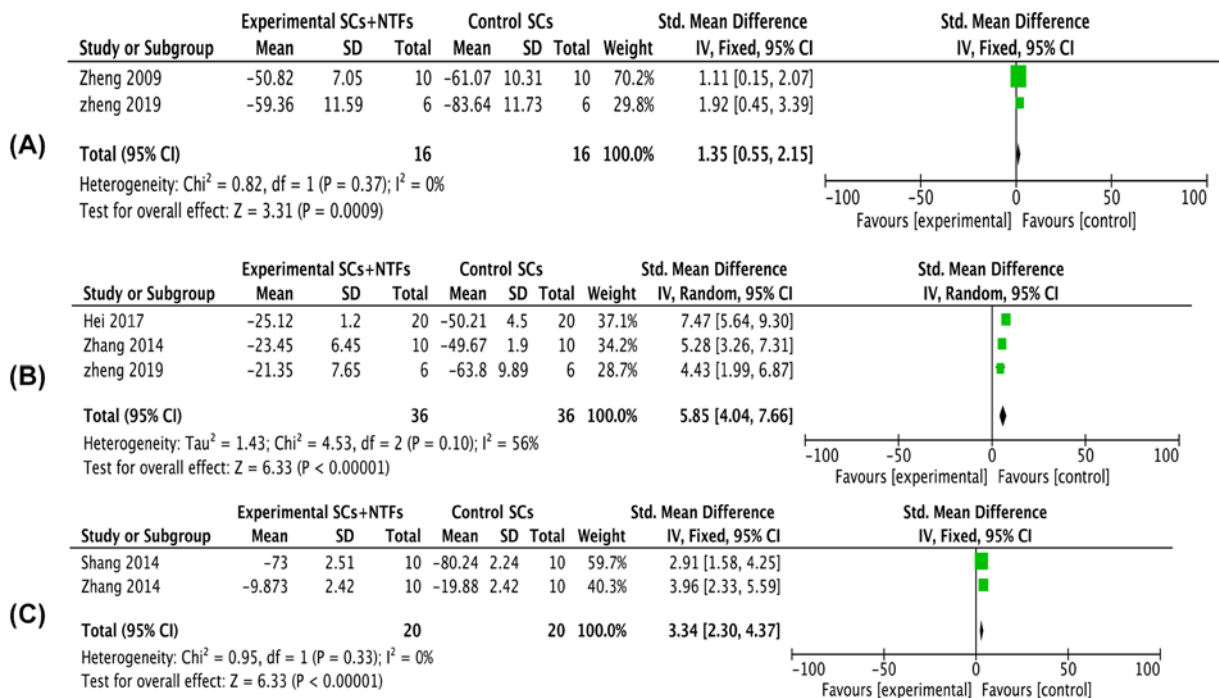 Experimental SCs+NTFs Control SCs Std. Mean Difference Std. Mean Difference
Study or Subgroup Mean SD Total Mean SD Total Weight IV, Fixed, 95% CI IV, Fixed, 95% CI
Zheng 2009 −50.82 7.05 10 −61.07 10.31 10 70.2% 1.11 [0.15, 2.07]
zheng 2019 −59.36 11.59 6 −83.64 11.73 6 29.8% 1.92 [0.45, 3.39]
(A)
Total (95% CI) 16 16 100.0% 1.35 [0.55, 2.15]
Heterogeneity: Chi² = 0.82, df = 1 (P = 0.37); I² = 0%
Test for overall effect: Z = 3.31 (P = 0.0009)
−100 −50 0 50 100
Favours [experimental] Favours [control]
Experimental SCs+NTFs Control SCs Std. Mean Difference Std. Mean Difference
Study or Subgroup Mean SD Total Mean SD Total Weight IV, Random, 95% CI IV, Random, 95% CI
Hei 2017 −25.12 1.2 20 −50.21 4.5 20 37.1% 7.47 [5.64, 9.30]
Zhang 2014 −23.45 6.45 10 −49.67 1.9 10 34.2% 5.28 [3.26, 7.31]
zheng 2019 −21.35 7.65 6 −63.8 9.89 6 28.7% 4.43 [1.99, 6.87]
(B)
Total (95% CI) 36 36 100.0% 5.85 [4.04, 7.66]
Heterogeneity: Tau² = 1.43; Chi² = 4.53, df = 2 (P = 0.10); I² = 56%
Test for overall effect: Z = 6.33 (P < 0.00001)
−100 −50 0 50 100
Favours [experimental] Favours [control]
Experimental SCs+NTFs Control SCs Std. Mean Difference Std. Mean Difference
Study or Subgroup Mean SD Total Mean SD Total Weight IV, Fixed, 95% CI IV, Fixed, 95% CI
Shang 2014 −73 2.51 10 −80.24 2.24 10 59.7% 2.91 [1.58, 4.25]
Zhang 2014 −9.873 2.42 10 −19.88 2.42 10 40.3% 3.96 [2.33, 5.59]
(C)
Total (95% CI) 20 20 100.0% 3.34 [2.30, 4.37]
Heterogeneity: Chi² = 0.95, df = 1 (P = 0.33); I² = 0%
Test for overall effect: Z = 6.33 (P < 0.00001)
−100 −50 0 50 100
Favours [experimental] Favours [control]